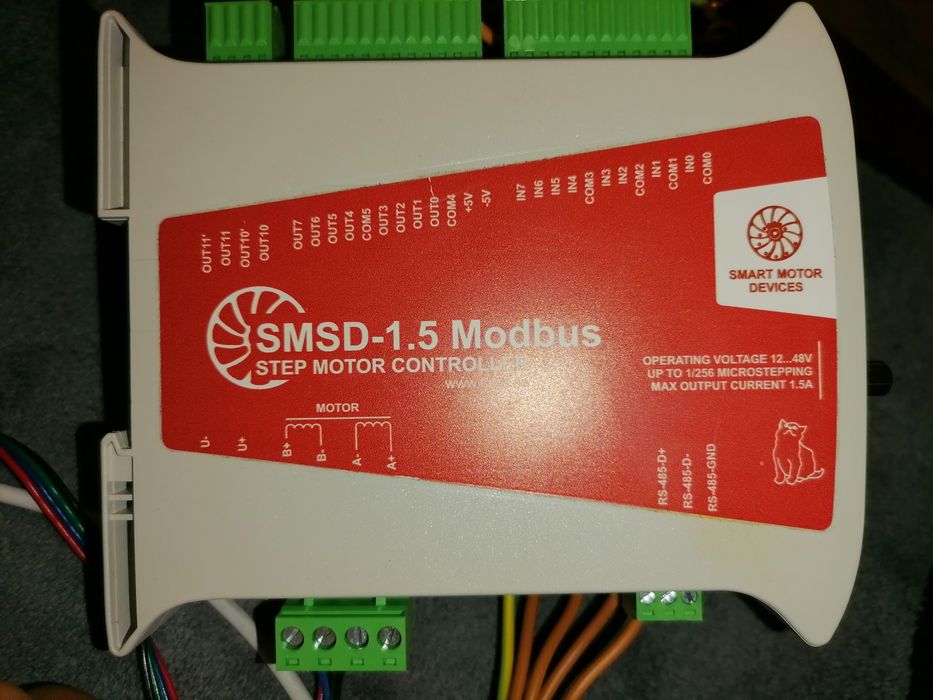 OUT11'
OUT11
OUT10'
OUT10
OUT7
OUT6
OUT5
OUT4
COM5
OUT3
OUT2
OUT1
OUT0
COM4
+5V
-5V
IN7
IN6
IN5
IN4
COM3
IN3
IN2
COM2
IN1
COM1
IN0
COM0
SMART MOTOR
DEVICES
SMSD-1.5 Modbus
STEP MOTOR CONTROLLER
OPERATING VOLTAGE 12...48V
UP TO 1/256 MICROSTEPPING
MAX OUTPUT CURRENT 1.5A
MOTOR
U-
U+
B+
B-
A-
A+
RS-485-D+
RS-485-D-
RS-485-GND